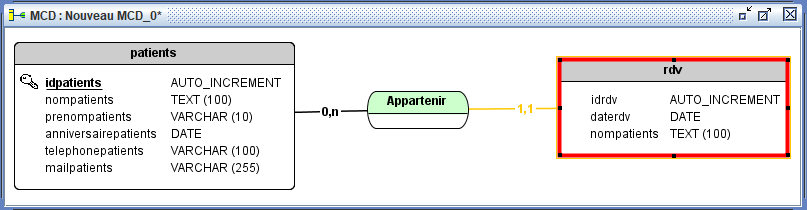 MCD : Nouveau MCD_0*
patients
idpatients AUTO_INCREMENT
nompatients TEXT (100)
prenompatients VARCHAR (10)
anniversairepatients DATE
telephonepatients VARCHAR (100)
mailpatients VARCHAR (255)
0,n
Appartenir
1,1
rdv
idrdv AUTO_INCREMENT
daterdv DATE
nompatients TEXT (100)